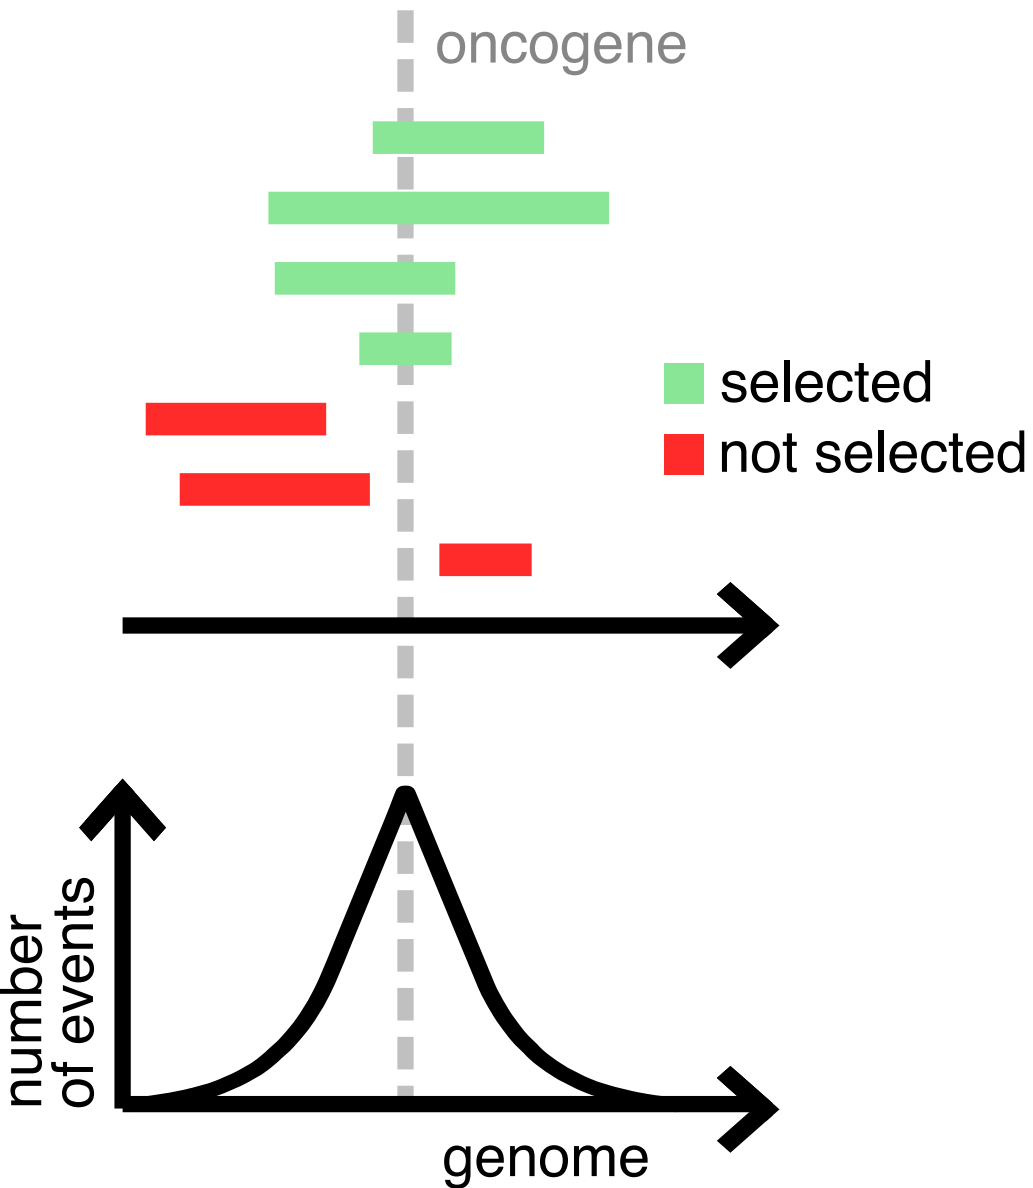 oncogene
selected
not selected
number
of events
genome